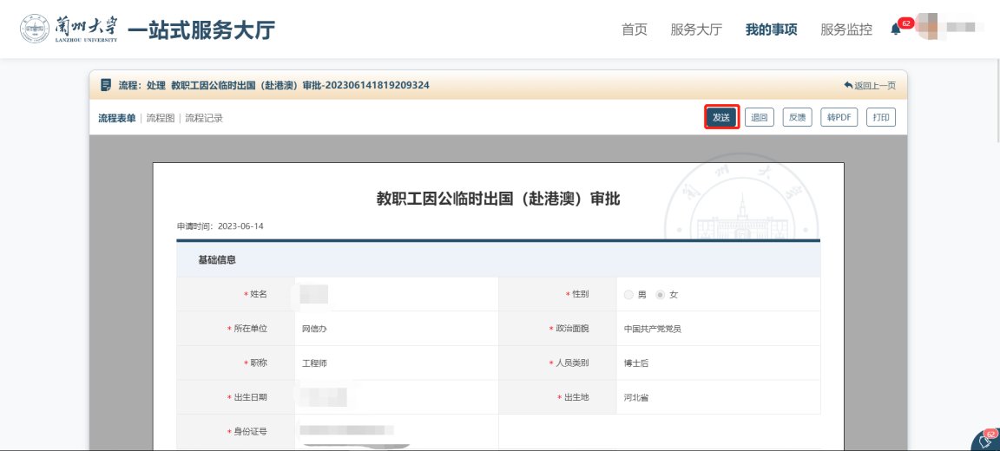 兰州大学 LANZHOU UNIVERSITY 一站式服务大厅 首页 服务大厅 我的事项 服务监控 62
流程：处理 教职工因公临时出国（赴港澳）审批-202306141819209324 返回上一页
流程表单 | 流程图 | 流程记录 发送 退回 反馈 转PDF 打印
教职工因公临时出国（赴港澳）审批
申请时间：2023-06-14
基础信息
* 姓名 * 性别 男 女
* 所在单位 网信办 * 政治面貌 中国共产党党员
* 职称 工程师 * 人员类别 博士后
* 出生日期 * 出生地 河北省
* 身份证号
62